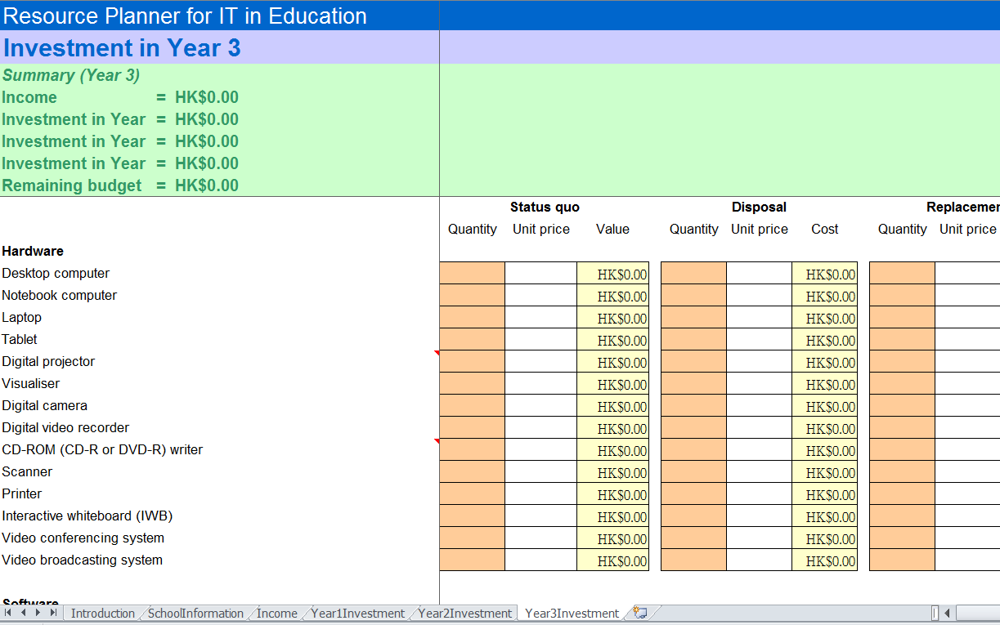 Resource Planner for IT in Education
Investment in Year 3
Summary (Year 3)
Income = HK$0.00
Investment in Year = HK$0.00
Investment in Year = HK$0.00
Investment in Year = HK$0.00
Remaining budget = HK$0.00
Status quo Disposal Replacemen
Quantity Unit price Value Quantity Unit price Cost Quantity Unit price
Hardware
Desktop computer HK$0.00 HK$0.00
Notebook computer HK$0.00 HK$0.00
Laptop HK$0.00 HK$0.00
Tablet HK$0.00 HK$0.00
Digital projector HK$0.00 HK$0.00
Visualiser HK$0.00 HK$0.00
Digital camera HK$0.00 HK$0.00
Digital video recorder HK$0.00 HK$0.00
CD-ROM (CD-R or DVD-R) writer HK$0.00 HK$0.00
Scanner HK$0.00 HK$0.00
Printer HK$0.00 HK$0.00
Interactive whiteboard (IWB) HK$0.00 HK$0.00
Video conferencing system HK$0.00 HK$0.00
Video broadcasting system HK$0.00 HK$0.00
Software
Introduction SchoolInformation Income Year1Investment Year2Investment Year3Investment